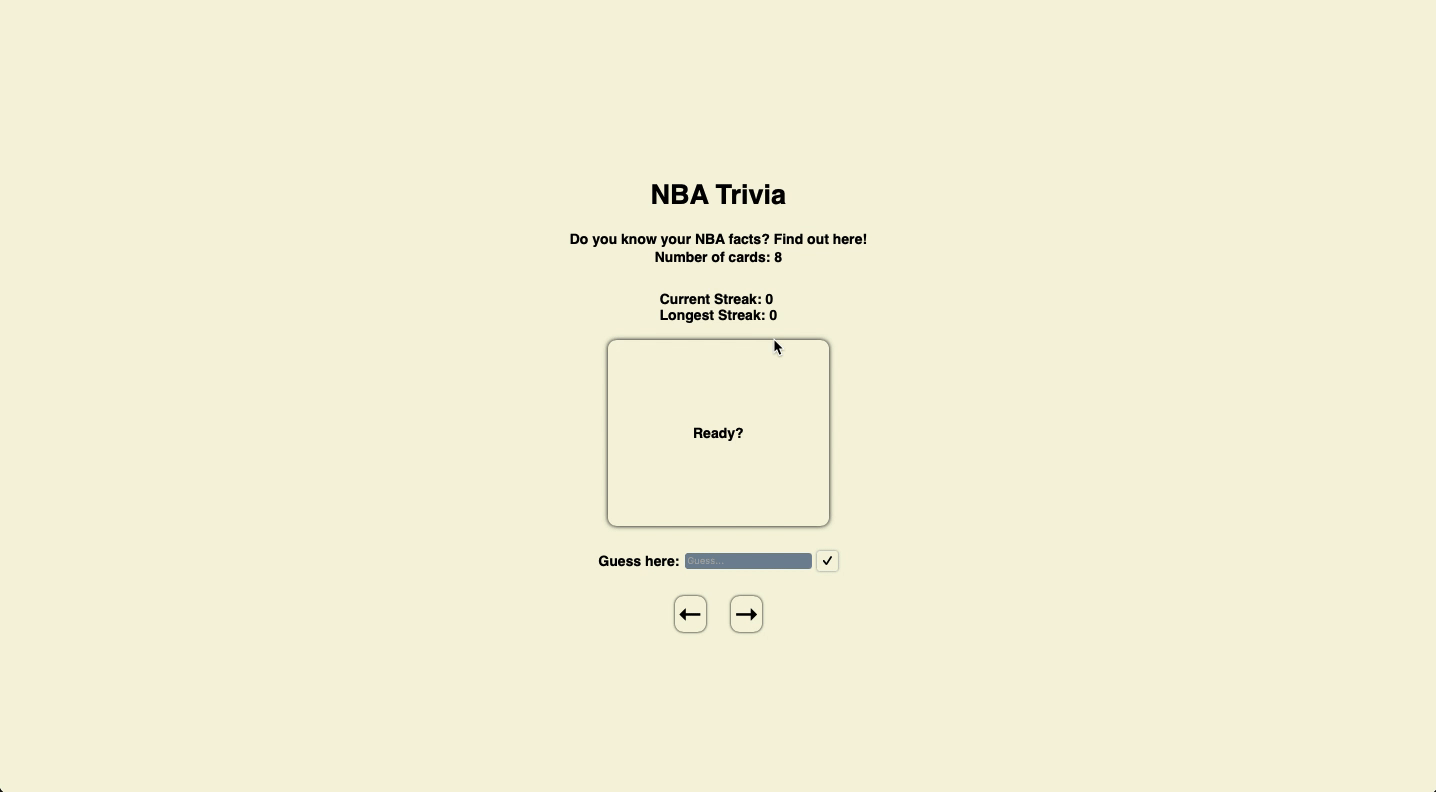 NBA Trivia
Do you know your NBA facts? Find out here!
Number of cards: 8
Current Streak: 0
Longest Streak: 0
Ready?
Guess here: Guess... ✓
← →